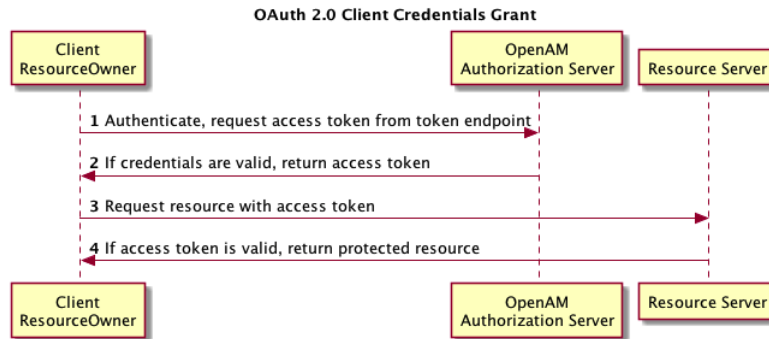 OAuth 2.0 Client Credentials Grant
Client
ResourceOwner
OpenAM
Authorization Server
Resource Server
1 Authenticate, request access token from token endpoint
2 If credentials are valid, return access token
3 Request resource with access token
4 If access token is valid, return protected resource
Client
ResourceOwner
OpenAM
Authorization Server
Resource Server